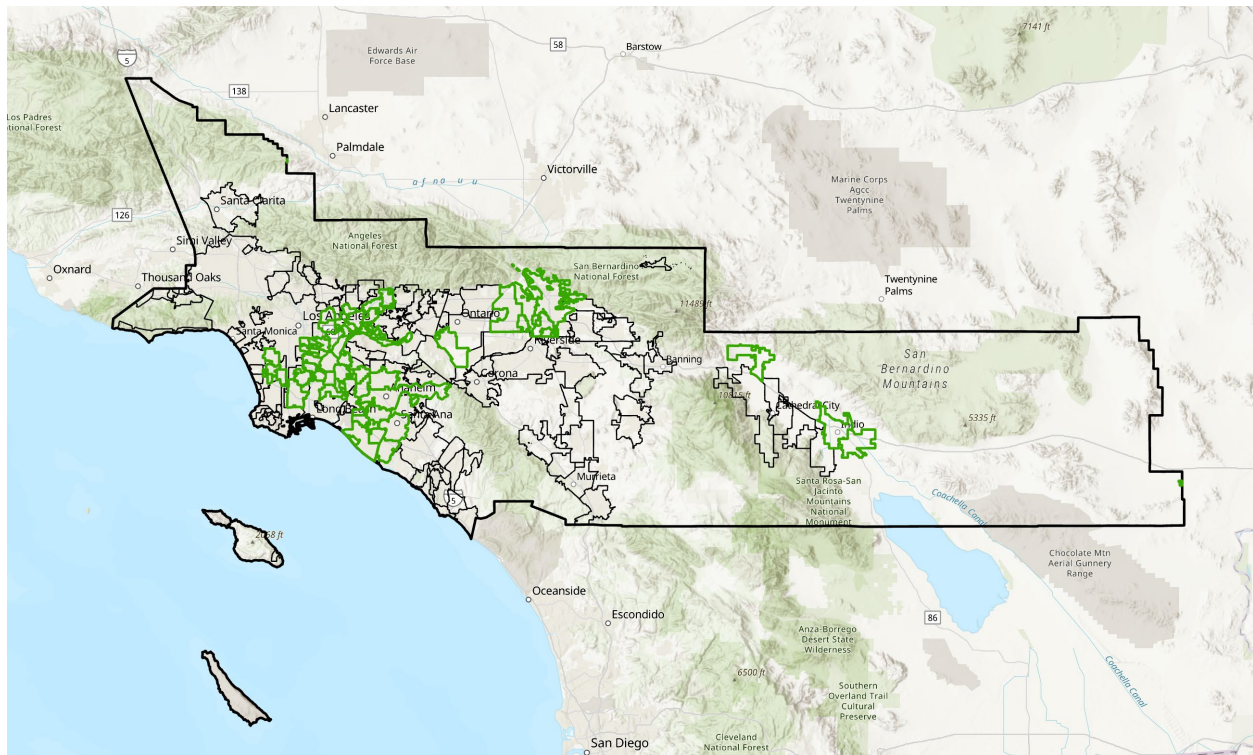 7141 ft
58
Barstow
Edwards Air
Force Base
5
138
Lancaster
Los Padres
ational Forest
Palmdale
Victorville
Marine Corps
Agcc
Twentynine
Palms
Santa Clarita
126
Simi Valley
Angeles
National Forest
San Bernardino
National Forest
Oxnard
Thousand Oaks
Twentynine
Palms
11489 ft
Los Angeles
Ontario
Santa Monica
Riverside
Banning
San
Bernardino
Mountains
Corona
Anaheim
10815 ft
Cathedral City
Long Beach
Santa Ana
Indio
5335 ft
Murrieta
Santa Rosa-San
Jacinto
Mountains
National
Monument
5
Coachella Canal
2058 ft
Chocolate Mtn
Aerial Gunnery
Range
Oceanside
Escondido
86
Anza-Borrego
Desert State
Wilderness
6500 ft
Southern
Overland Trail
Cultural
Preserve
Coachella Canal
Cleveland
National Forest
San Diego